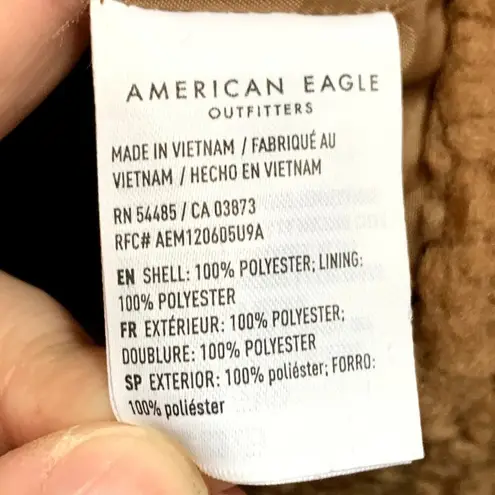 AMERICAN EAGLE
OUTFITTERS
MADE IN VIETNAM / FABRIQUÉ AU
VIETNAM / HECHO EN VIETNAM
RN 54485 / CA 03873
RFC# AEM120605U9A
EN SHELL: 100% POLYESTER; LINING:
100% POLYESTER
FR EXTÉRIEUR: 100% POLYESTER;
DOUBLURE: 100% POLYESTER
SP EXTERIOR: 100% poliéster; FORRO:
100% poliéster